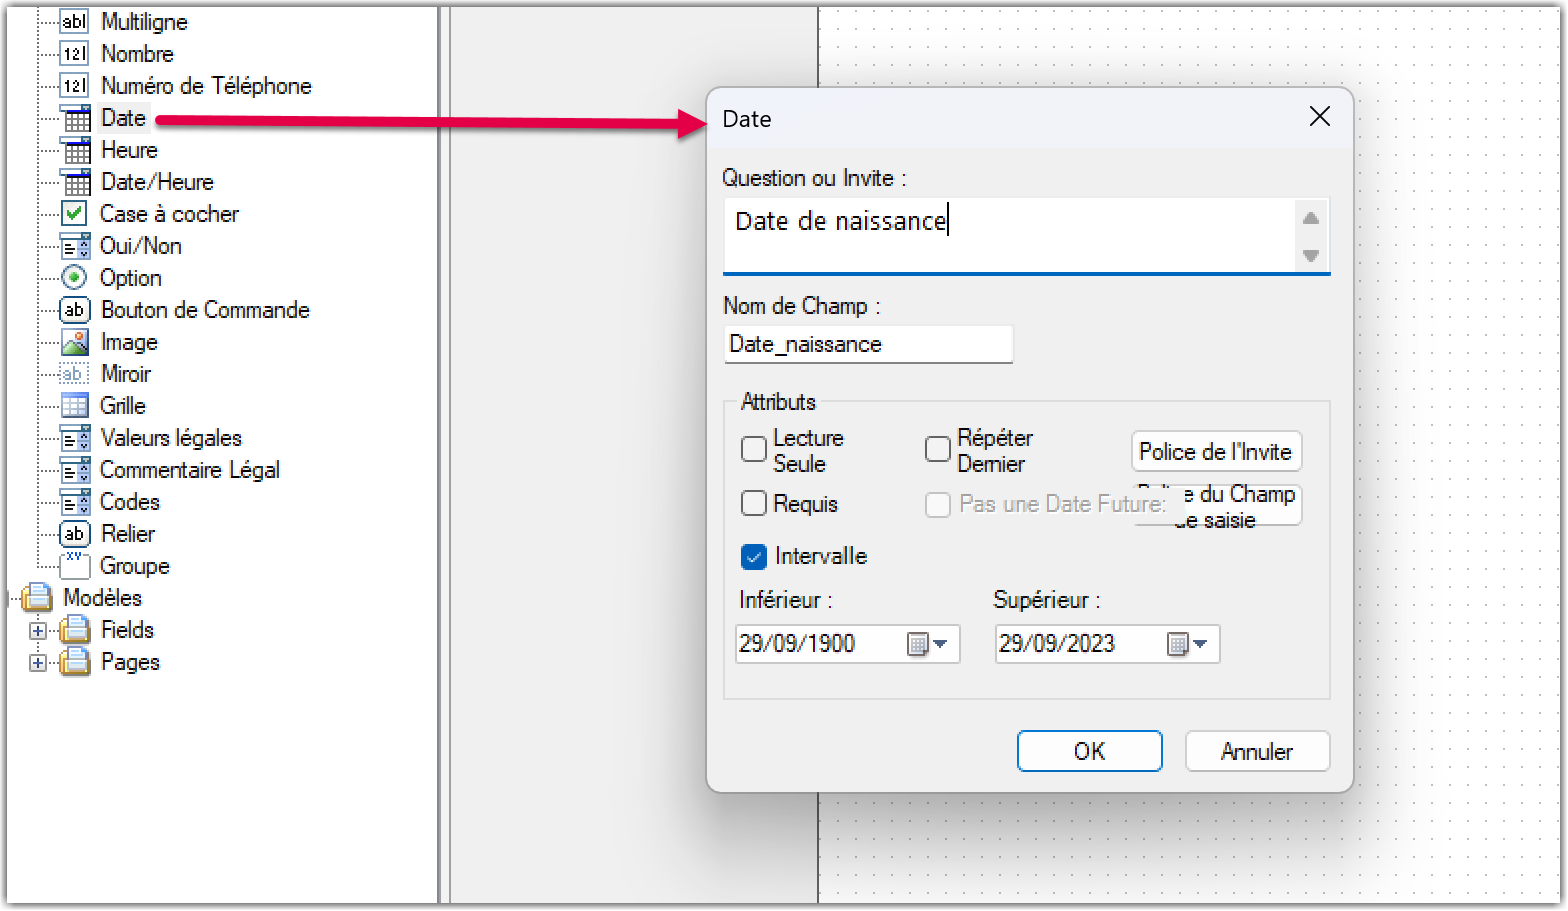 Multiligne
Nombre
Numéro de Téléphone
Date
Heure
Date/Heure
Case à cocher
Oui/Non
Option
Bouton de Commande
Image
Miroir
Grille
Valeurs légales
Commentaire Légal
Codes
Relier
Groupe
Modèles
Fields
Pages
Date
Question ou Invite :
Date de naissance
Nom de Champ :
Date_naissance
Attributs
Lecture
Seule
Répéter
Dernier
Police de l"Invite
Requis
Pas une Date Future:
du Champ
de saisie
Intervalle
Inférieur :
Supérieur :
29/09/1900
29/09/2023
OK
Annuler